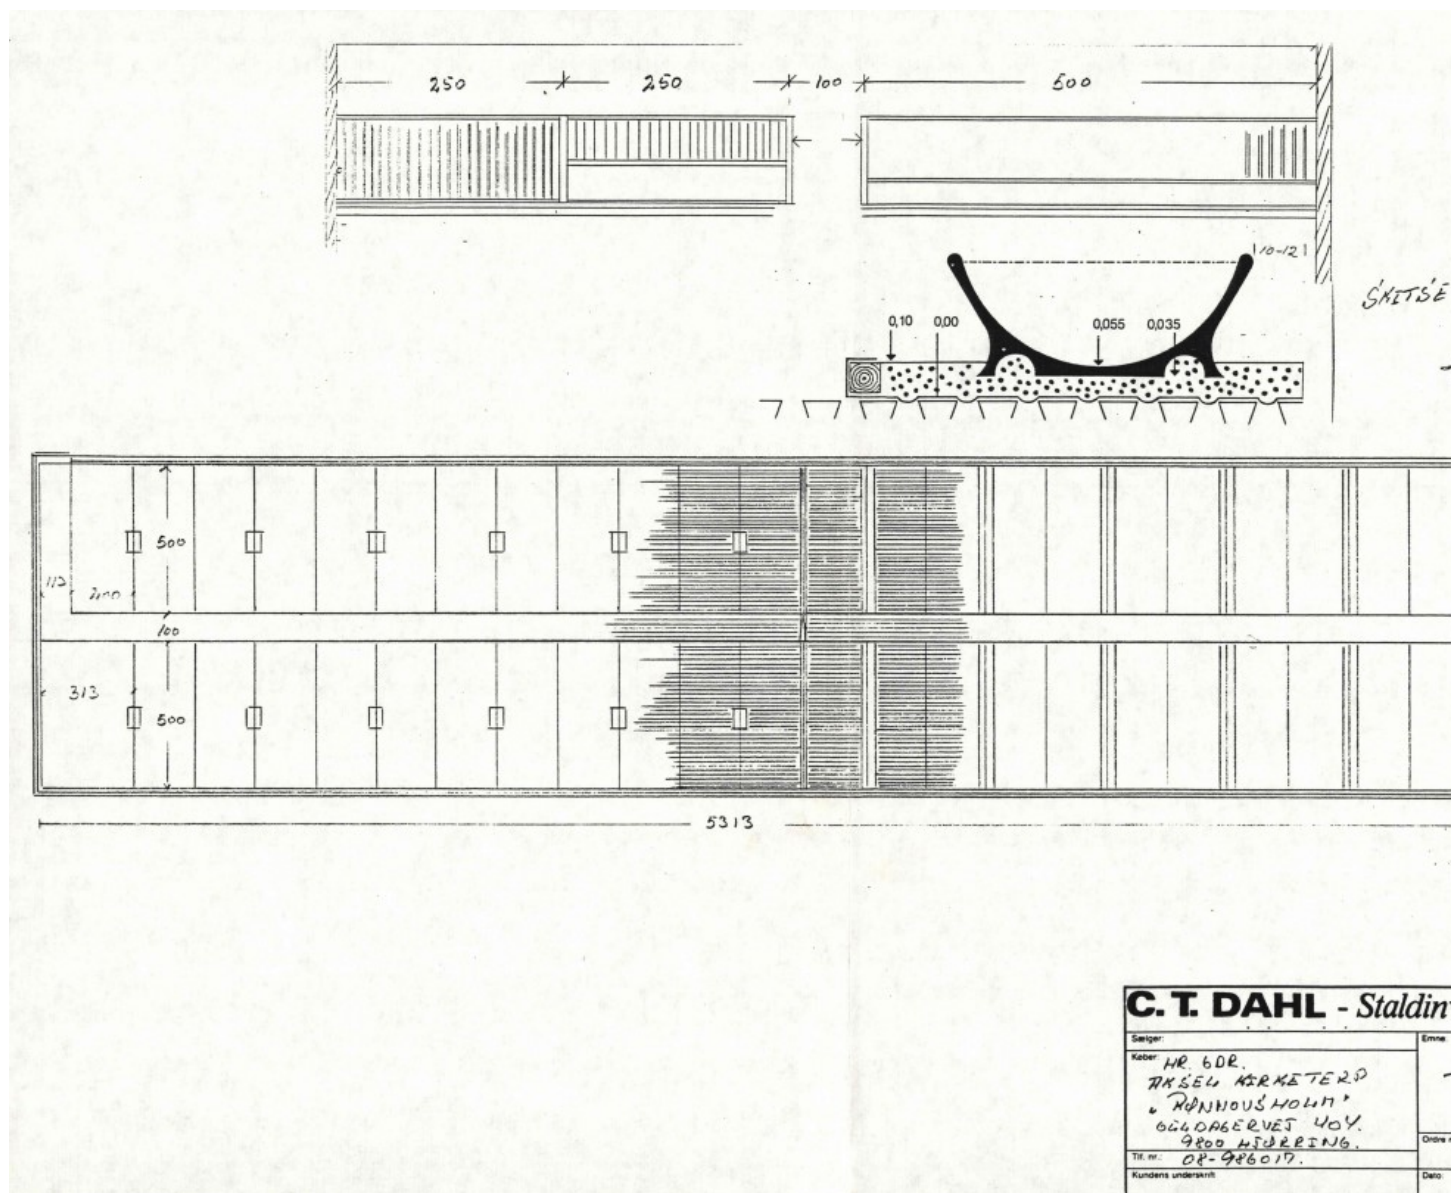 250 250 100 500
10-12
SKITSE
0,10 0,00 0,055 0,035
500
113 200
100
313
500
5313
C. T. DAHL - Staldin
Sælger: Emne
Køber: HR. GDR.
AKSEL KIRKETERP
HOLM"
404.
9800 HJØRRING. Ordre
Tlf. nr.: 08-986017.
Kundens underskrift Dato